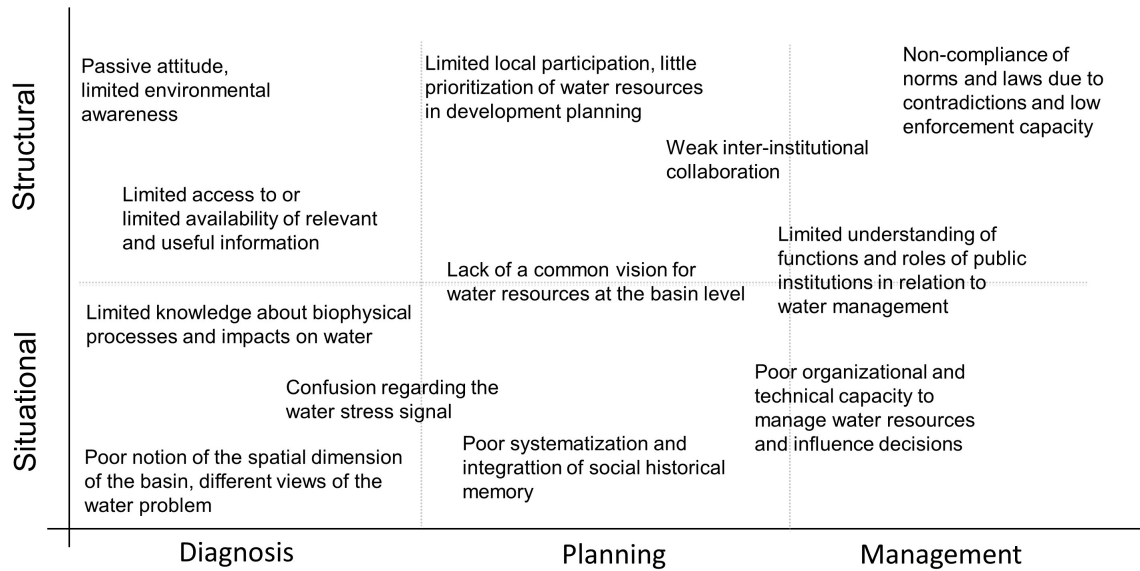 Structural
Passive attitude,
limited environmental
awareness
Limited local participation, little
prioritization of water resources
in development planning
Non-compliance of
norms and laws due to
contradictions and low
enforcement capacity
Weak inter-institutional
collaboration
Limited access to or
limited availability of relevant
and useful information
Lack of a common vision for
water resources at the basin level
Limited understanding of
functions and roles of public
institutions in relation to
water management
Situational
Limited knowledge about biophysical
processes and impacts on water
Confusion regarding the
water stress signal
Poor organizational and
technical capacity to
manage water resources
and influence decisions
Poor notion of the spatial dimension
of the basin, different views of the
water problem
Poor systematization and
integrattion of social historical
memory
Diagnosis
Planning
Management